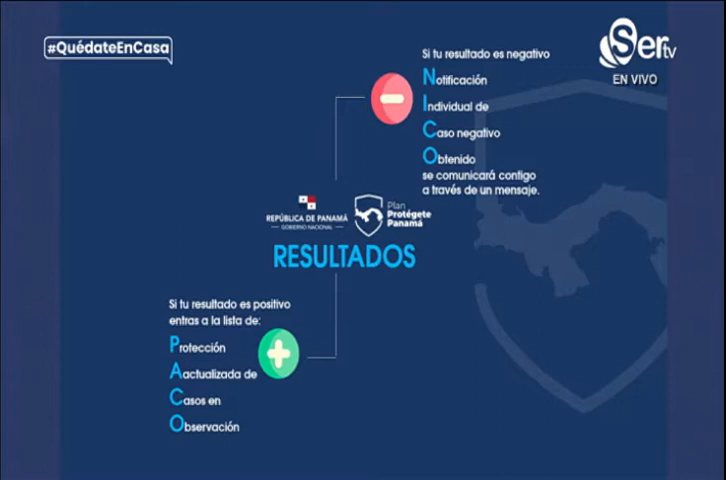 #QuédateEnCasa
Ser tv
EN VIVO
Si tu resultado es negativo
Notificación
Individual de
Caso negativo
Obtenido
se comunicará contigo
a través de un mensaje.
REPÚBLICA DE PANAMÁ
— GOBIERNO NACIONAL —
Plan
Protégete
Panamá
RESULTADOS
Si tu resultado es positivo
entras a la lista de:
Protección
Aactualizada de
Casos en
Observación